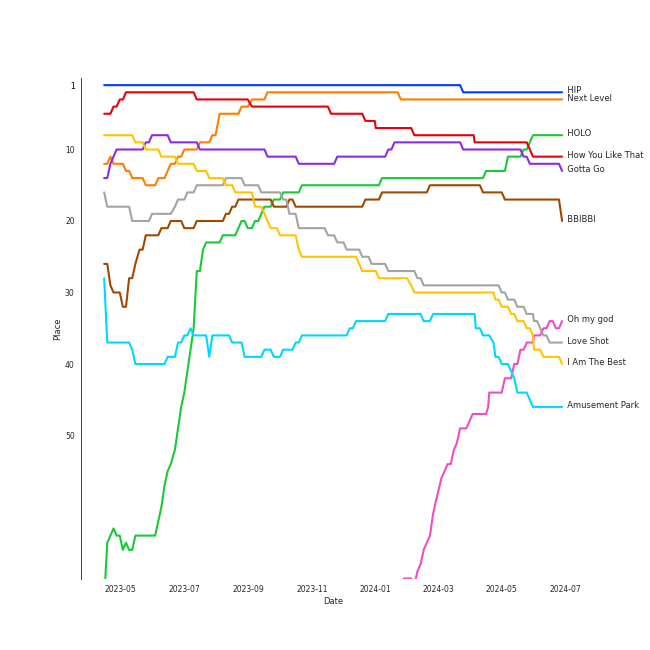 1
10
20
30
40
50
Place
HIP
Next Level
HOLO
How You Like That
Gotta Go
BBIBBI
Oh my god
Love Shot
I Am The Best
Amusement Park
2023-05 2023-07 2023-09 2023-11 2024-01 2024-03 2024-05 2024-07
Date